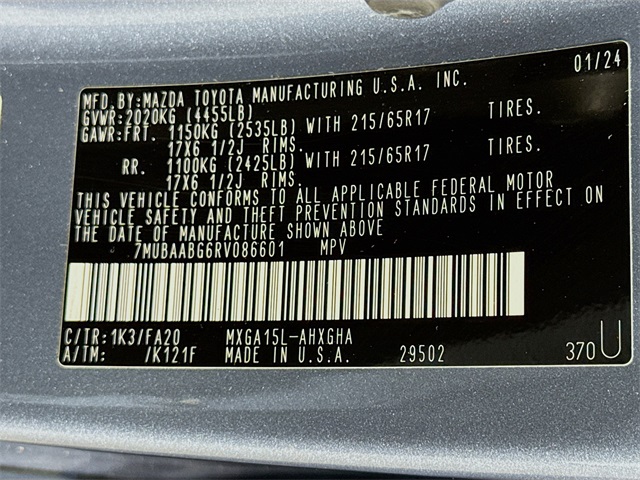 01/24
MFD.BY:MAZDA TOYOTA MANUFACTURING U.S.A. INC.
GVWR:2020KG (4455LB)
GAWR:FRT. 1150KG (2535LB) WITH 215/65R17 TIRES.
17X6 1/2J RIMS.
RR. 1100KG (2425LB) WITH 215/65R17 TIRES.
17X6 1/2J RIMS.
THIS VEHICLE CONFORMS TO ALL APPLICABLE FEDERAL MOTOR
VEHICLE SAFETY AND THEFT PREVENTION STANDARDS IN EFFECT ON
THE DATE OF MANUFACTURE SHOWN ABOVE
7MUBAABG6RV086601 MPV
C/TR:1K3/FA20 MXGA15L-AHXGHA
A/TM: /K121F MADE IN U.S.A. 29502 370U